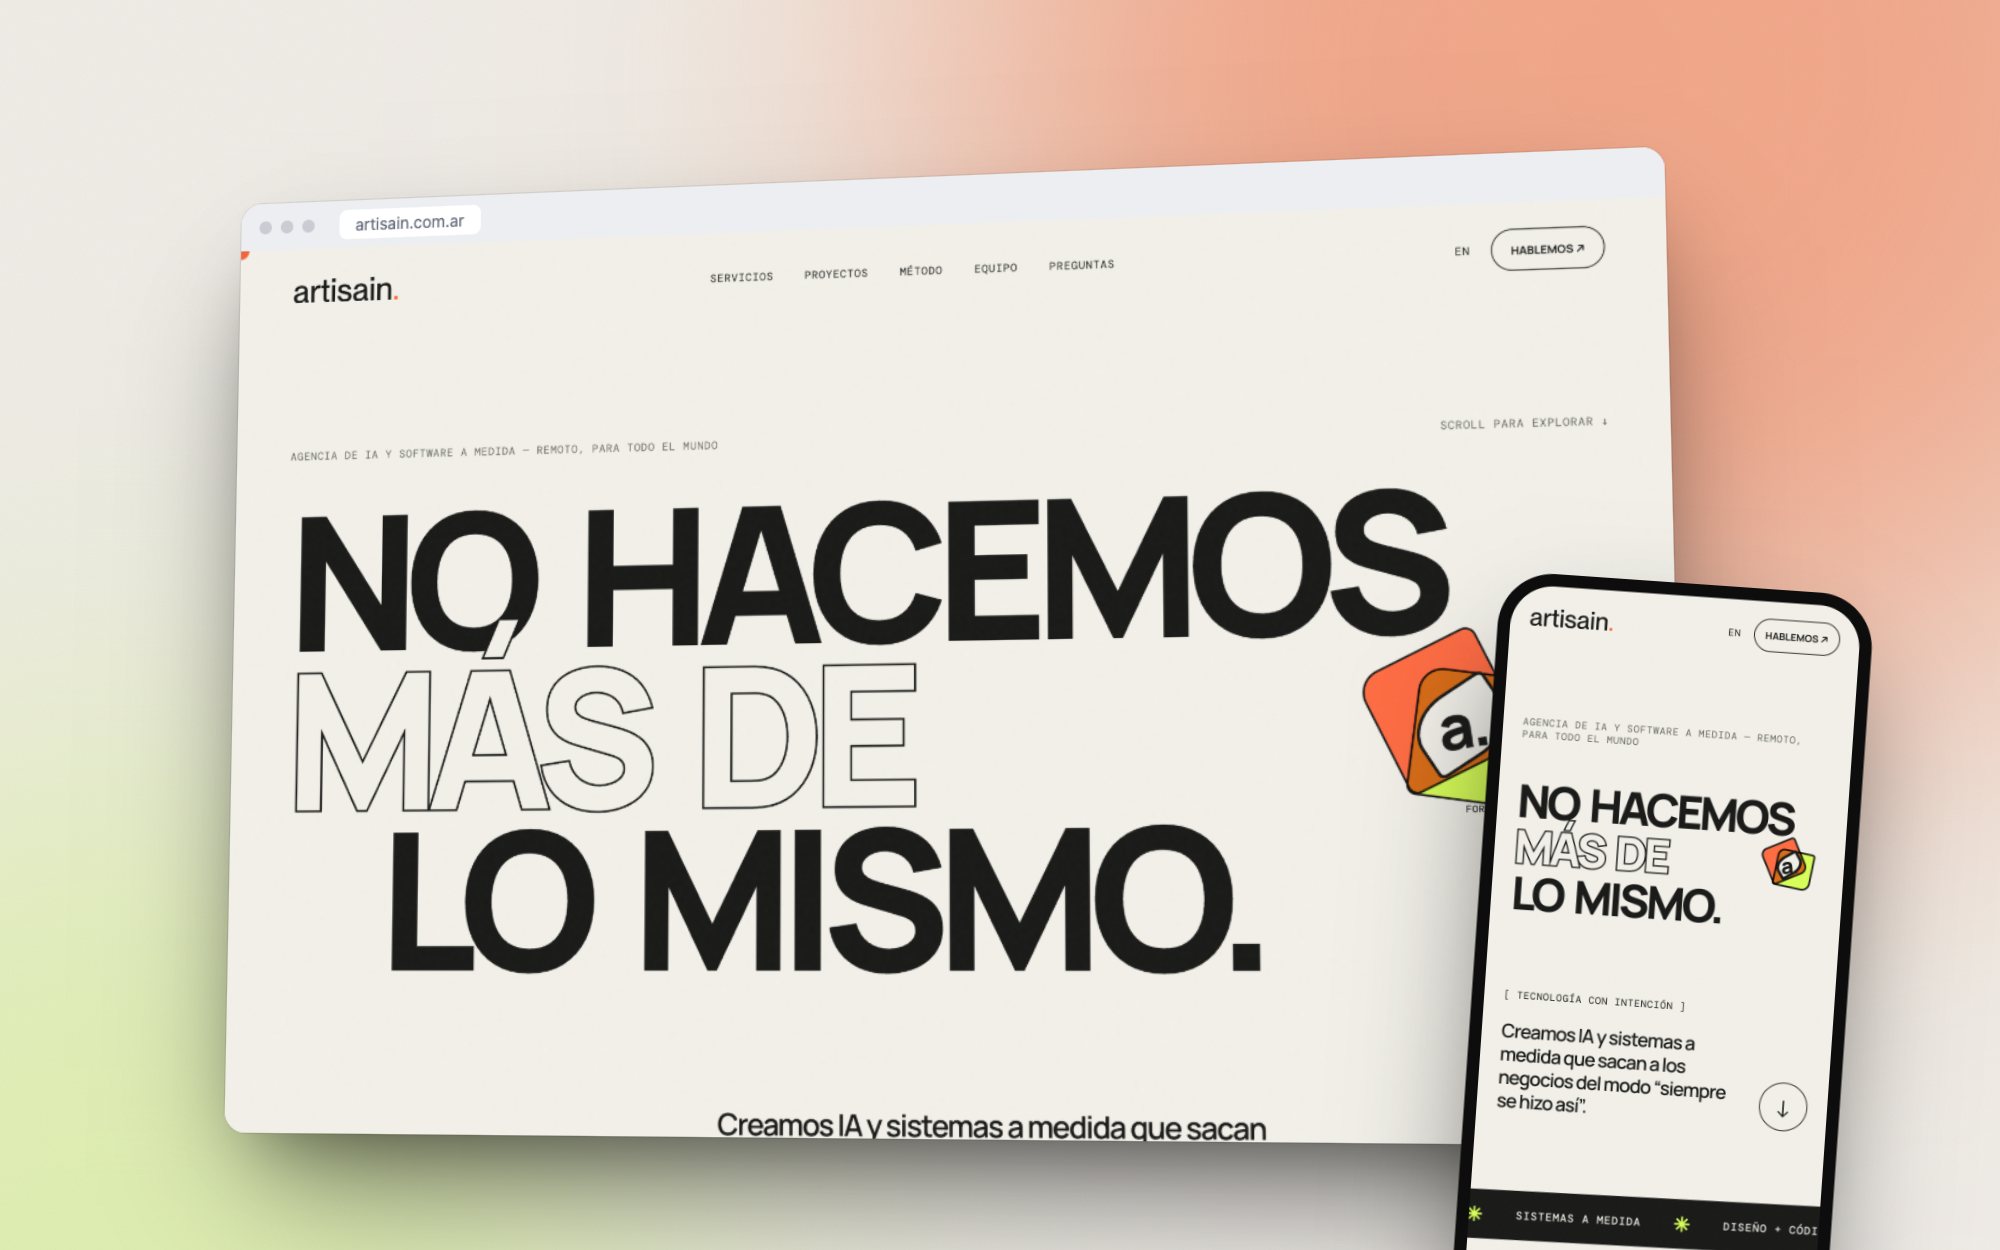 artisain.com.ar
artisain.
SERVICIOS PROYECTOS MÉTODO EQUIPO PREGUNTAS
EN HABLEMOS ↗
SCROLL PARA EXPLORAR ↓
AGENCIA DE IA Y SOFTWARE A MEDIDA — REMOTO, PARA TODO EL MUNDO
NO HACEMOS
MÁS DE
LO MISMO.
a.
FOR
Creamos IA y sistemas a medida que sacan
artisain.
EN HABLEMOS ↗
AGENCIA DE IA Y SOFTWARE A MEDIDA — REMOTO,
PARA TODO EL MUNDO
NO HACEMOS
MÁS DE
LO MISMO.
a.
[ TECNOLOGÍA CON INTENCIÓN ]
Creamos IA y sistemas a
medida que sacan a los
negocios del modo “siempre
se hizo así”.
↓
SISTEMAS A MEDIDA DISEÑO + CÓDI